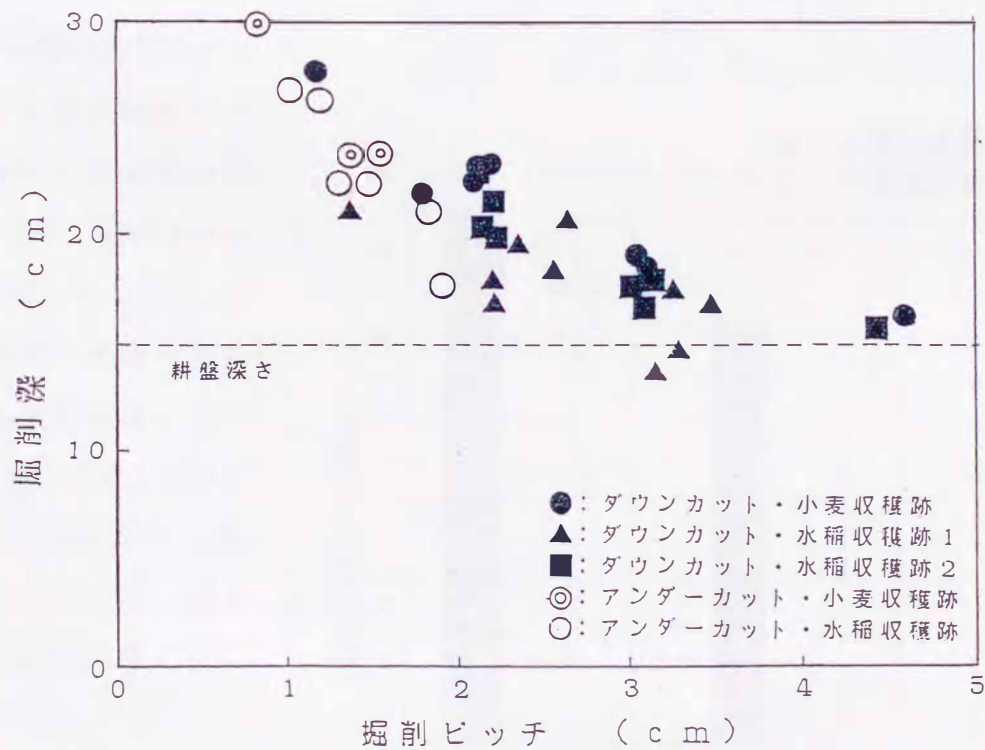 30
20
10
0
掘削深 (cm)
耕盤深さ
●: ダウンカット・小麦収穫跡
▲: ダウンカット・水稲収穫跡1
■: ダウンカット・水稲収穫跡2
◎: アンダーカット・小麦収穫跡
○: アンダーカット・水稲収穫跡
0 1 2 3 4 5
掘削ピッチ (cm)